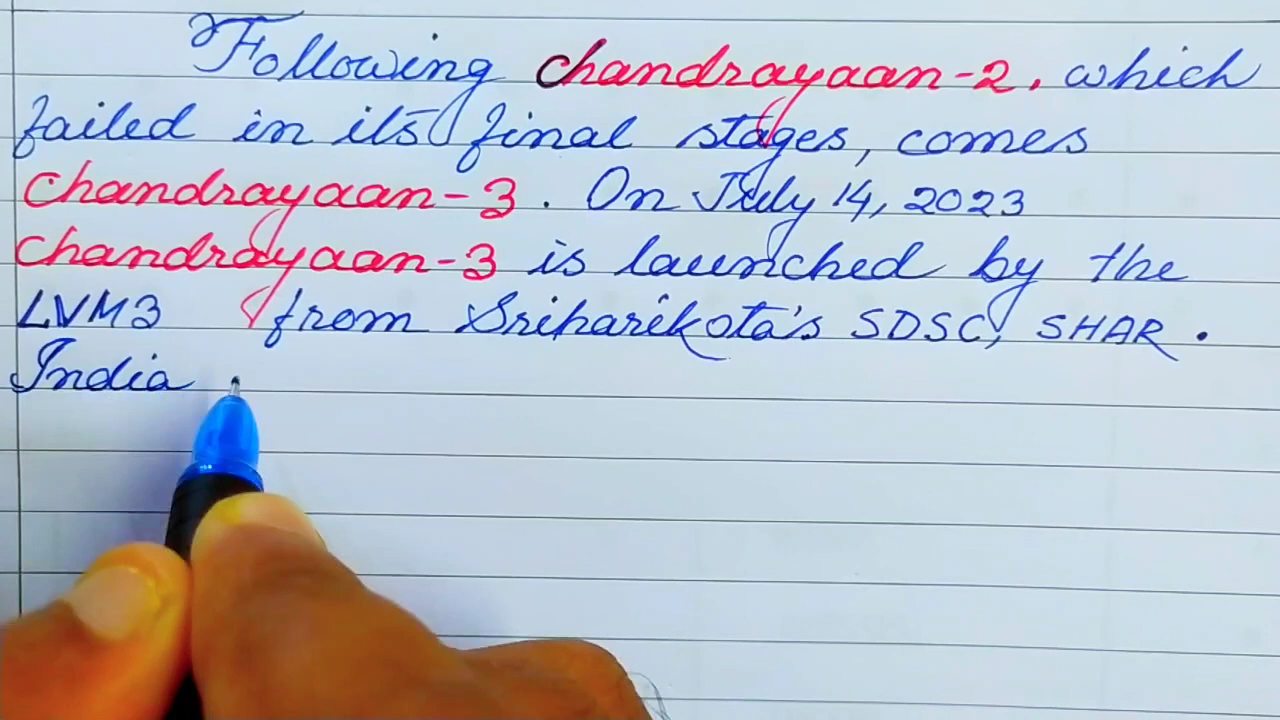 Following Chandrayaan-2, which
failed in its final stages, comes
Chandrayaan-3. On July 14, 2023
Chandrayaan-3 is launched by the
LVM3 from Sriharikota's SDSC, SHAR.
India